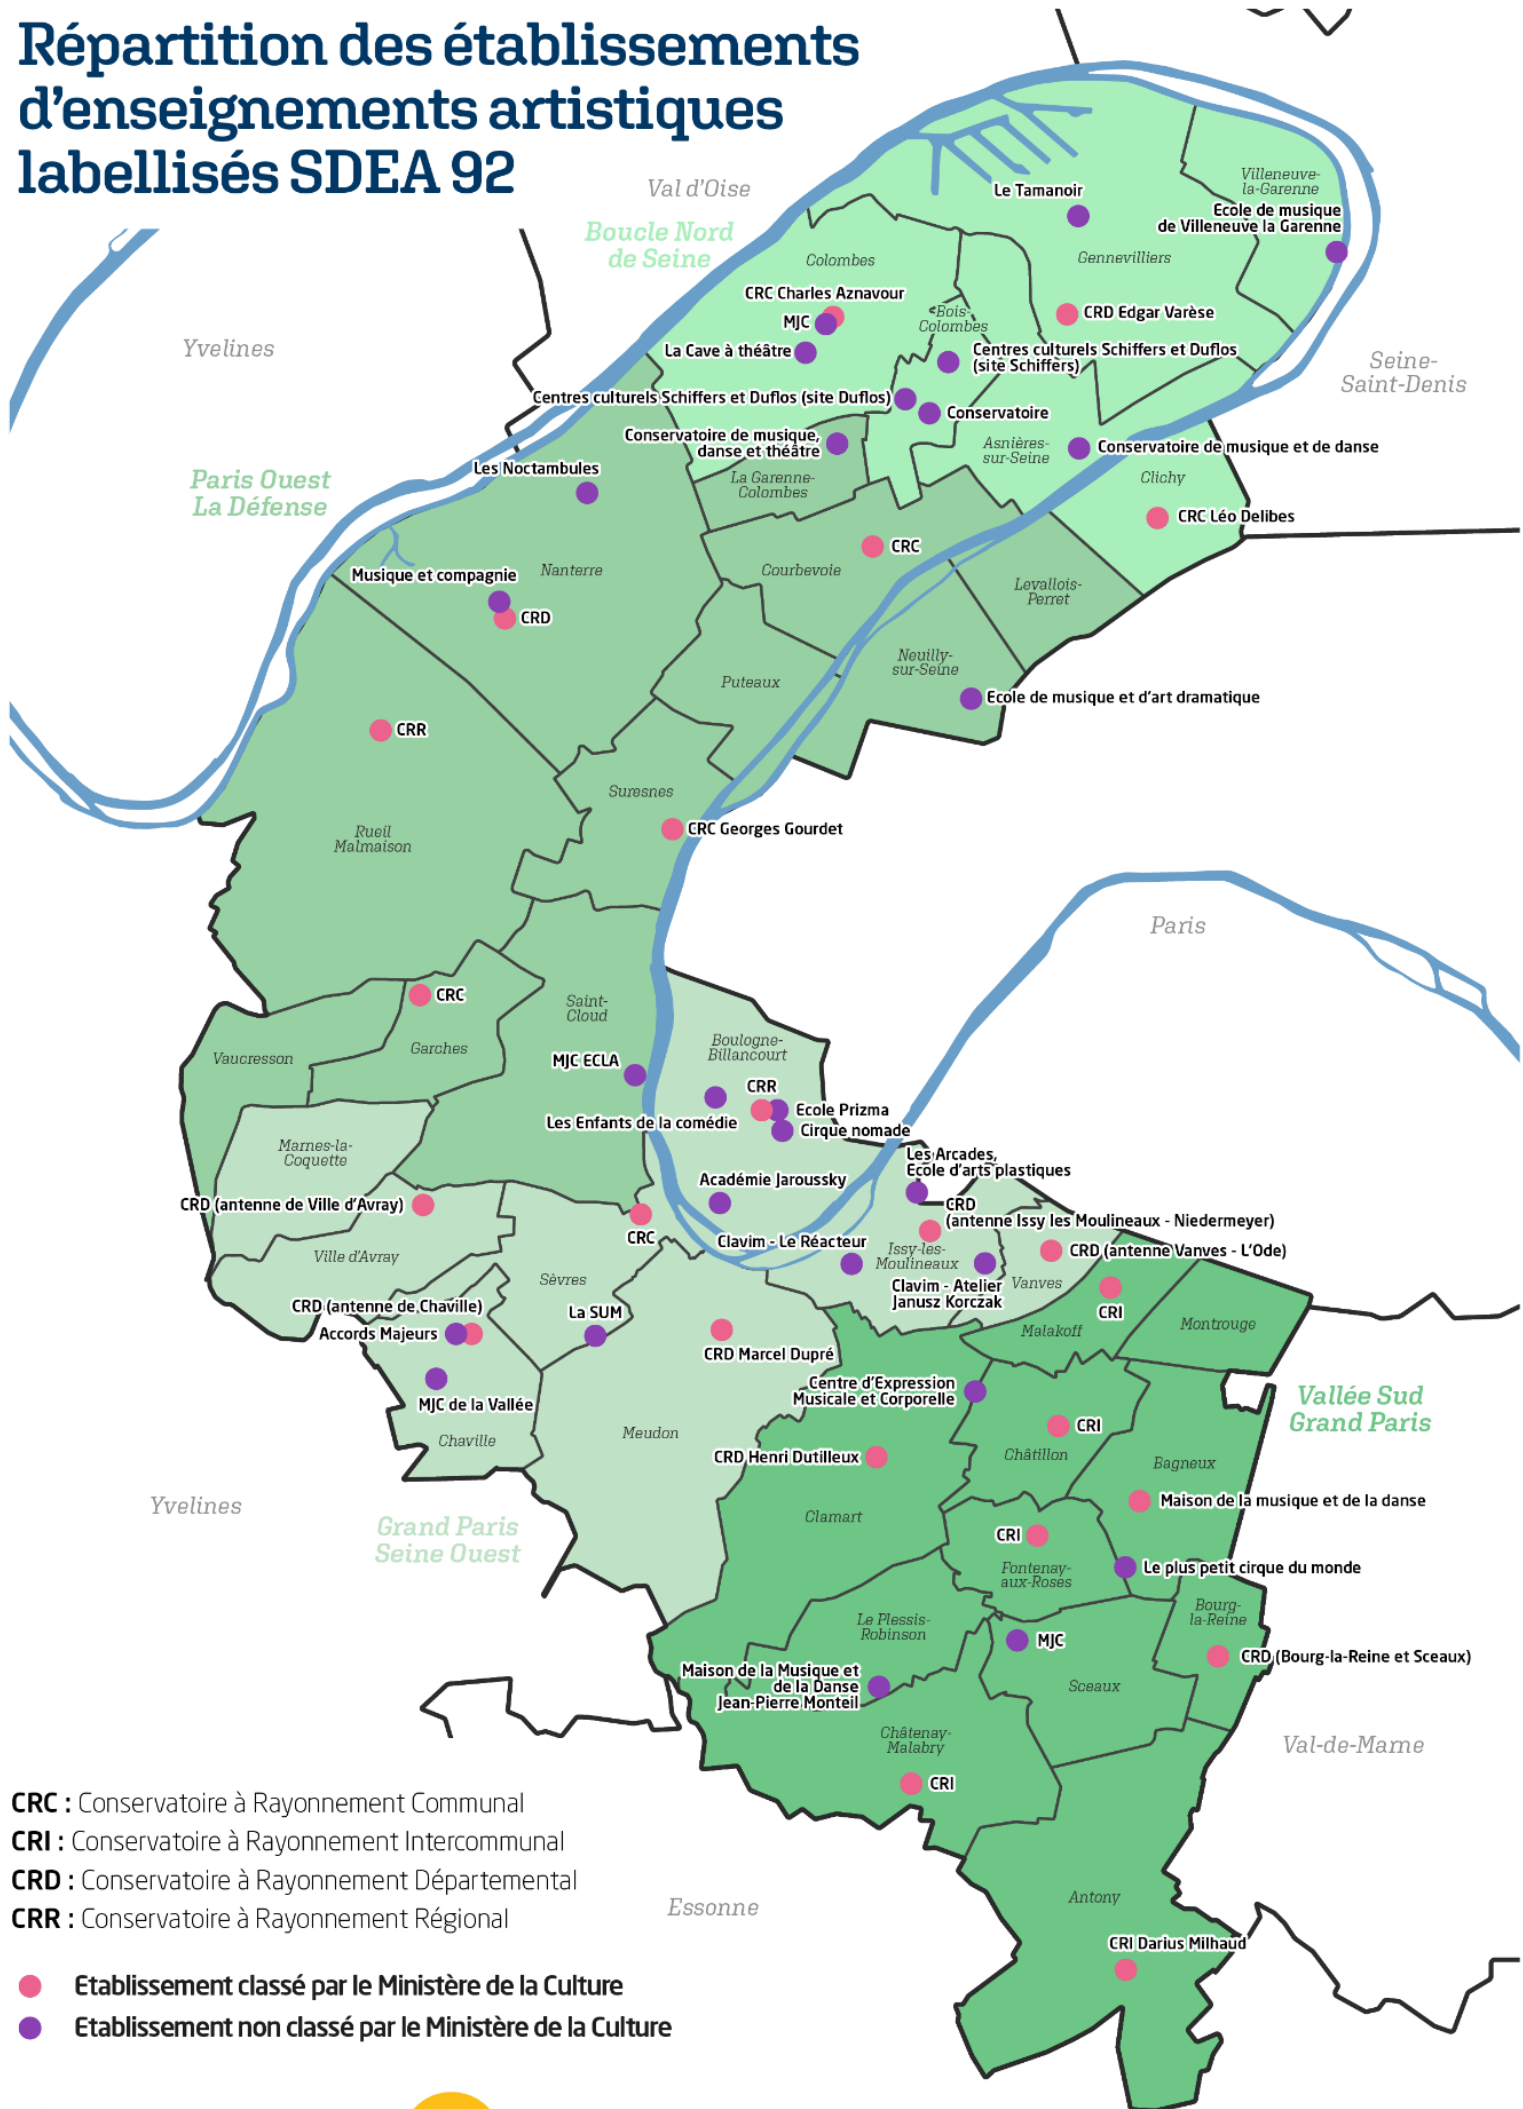 Répartition des établissements
d'enseignements artistiques
labellisés SDEA 92
Val d'Oise
Boucle Nord
de Seine
Yvelines
Seine-
Saint-Denis
Paris Ouest
La Défense
Villeneuve-
la-Garenne
Ecole de musique
de Villeneuve la Garenne
Le Tamanoir
Gennevilliers
CRD Edgar Varèse
Colombes
CRC Charles Aznavour
MJC
La Cave à théâtre
Bois-
Colombes
Centres culturels Schiffers et Duflos
(site Schiffers)
Centres culturels Schiffers et Duflos (site Duflos)
Conservatoire
Conservatoire de musique,
danse et théâtre
La Garenne-
Colombes
Asnières-
sur-Seine
Conservatoire de musique et de danse
Clichy
CRC Léo Delibes
Les Noctambules
Musique et compagnie
Nanterre
CRD
CRC
Courbevoie
Levallois-
Perret
Neuilly-
sur-Seine
Ecole de musique et d'art dramatique
Puteaux
CRR
Rueil
Malmaison
Suresnes
CRC Georges Gourdet
Paris
CRC
Garches
Vaucresson
Saint-
Cloud
MJC ECLA
Boulogne-
Billancourt
CRR
Ecole Prizma
Les Enfants de la comédie
Cirque nomade
Académie Jaroussky
Marnes-la-
Coquette
CRD (antenne de Ville d'Avray)
Ville d'Avray
CRC
Sèvres
La SUM
Les Arcades,
Ecole d'arts plastiques
CRD
(antenne Issy les Moulineaux - Niedermeyer)
Clavim - Le Réacteur
Issy-les-
Moulineaux
Clavim - Atelier
Janusz Korczak
CRD (antenne Vanves - L'Ode)
Vanves
CRI
Malakoff
Montrouge
CRD (antenne de Chaville)
Accords Majeurs
MJC de la Vallée
Chaville
CRD Marcel Dupré
Meudon
Centre d'Expression
Musicale et Corporelle
Vallée Sud
Grand Paris
CRI
Châtillon
CRD Henri Dutilleux
Clamart
Bagneux
Maison de la musique et de la danse
Yvelines
Grand Paris
Seine Ouest
CRI
Fontenay-
aux-Roses
Le plus petit cirque du monde
Bourg-
la-Reine
CRD (Bourg-la-Reine et Sceaux)
Le Plessis-
Robinson
MJC
Sceaux
Maison de la Musique et
de la Danse
Jean-Pierre Monteil
Châtenay-
Malabry
CRI
Val-de-Marne
Essonne
Antony
CRI Darius Milhaud
CRC : Conservatoire à Rayonnement Communal
CRI : Conservatoire à Rayonnement Intercommunal
CRD : Conservatoire à Rayonnement Départemental
CRR : Conservatoire à Rayonnement Régional
Etablissement classé par le Ministère de la Culture
Etablissement non classé par le Ministère de la Culture